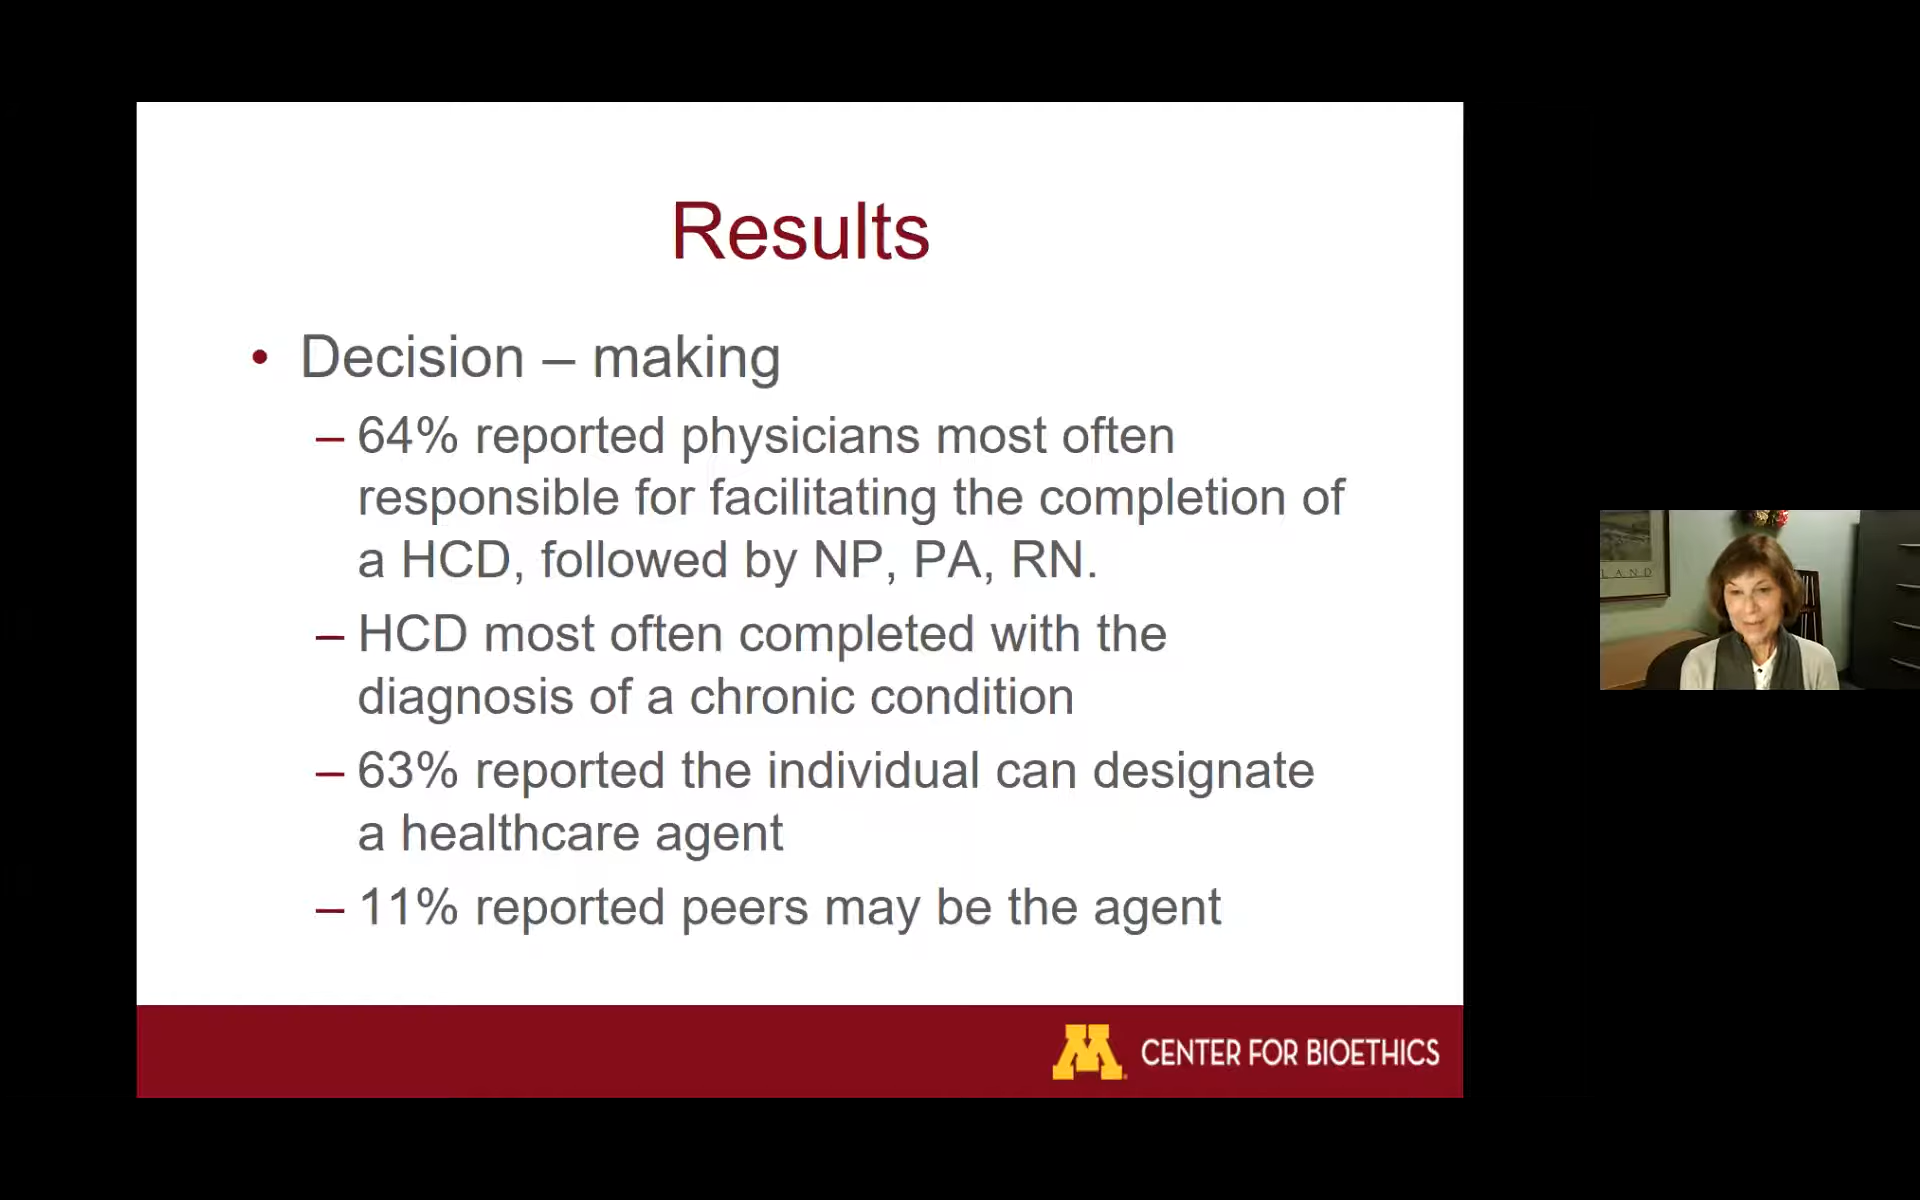 Results
• Decision – making
– 64% reported physicians most often
responsible for facilitating the completion of
a HCD, followed by NP, PA, RN.
– HCD most often completed with the
diagnosis of a chronic condition
– 63% reported the individual can designate
a healthcare agent
– 11% reported peers may be the agent
M CENTER FOR BIOETHICS
LAND